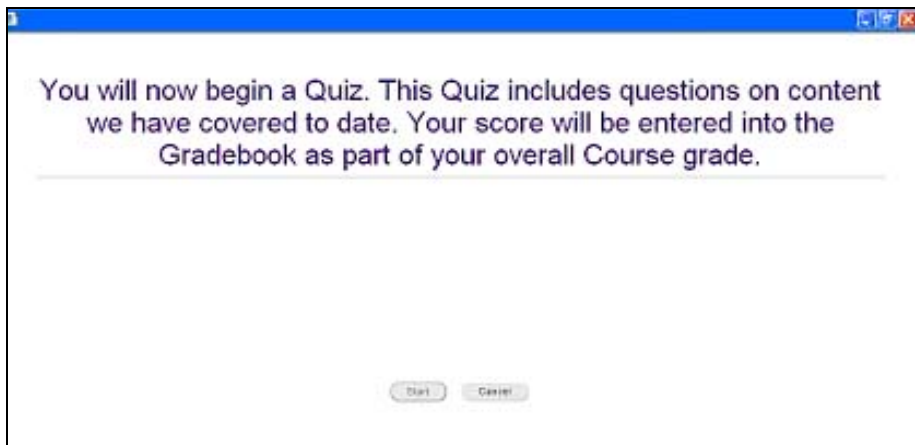 You will now begin a Quiz. This Quiz includes questions on content
we have covered to date. Your score will be entered into the
Gradebook as part of your overall Course grade.
Start Cancel